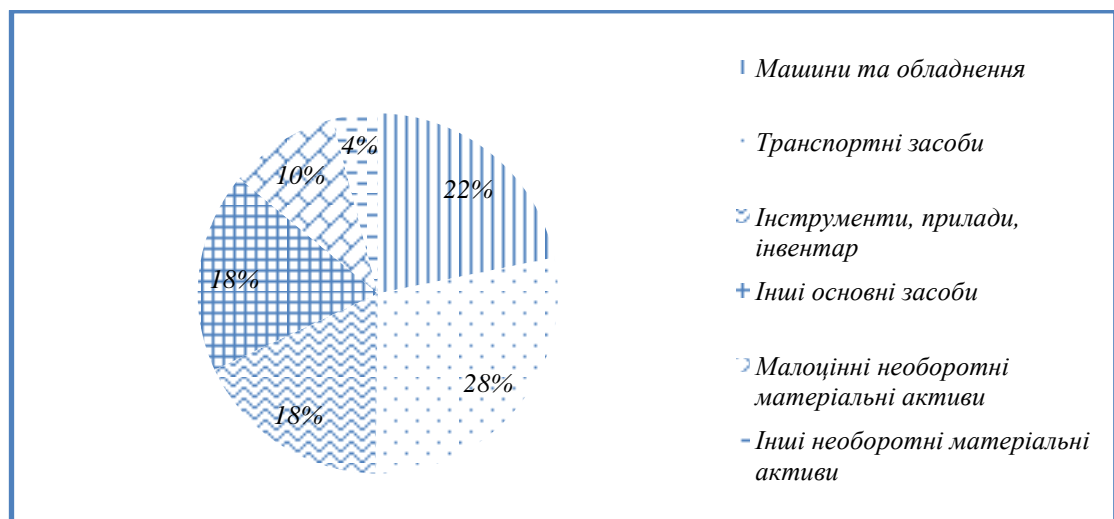 Машини та обладнення
4%
10%
22%
Транспортні засоби
Інструменти, прилади,
інвентар
18%
Інші основні засоби
Малоцінні необоротні
матеріальні активи
28%
18%
Інші необоротні матеріальні
активи